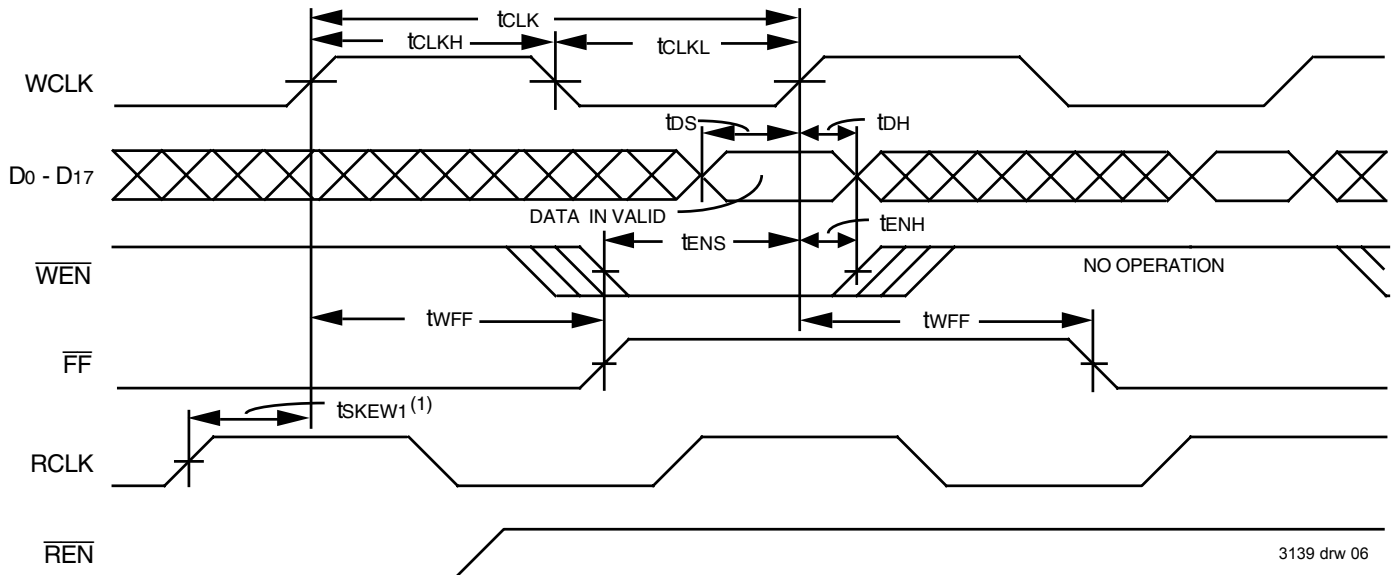 tCLK
tCLKH
tCLKL
WCLK
tDS
tDH
D0 - D17
DATA IN VALID
tENS
tENH
WEN
NO OPERATION
tWFF
tWFF
FF
tSKEW1(1)
RCLK
REN
3139 drw 06